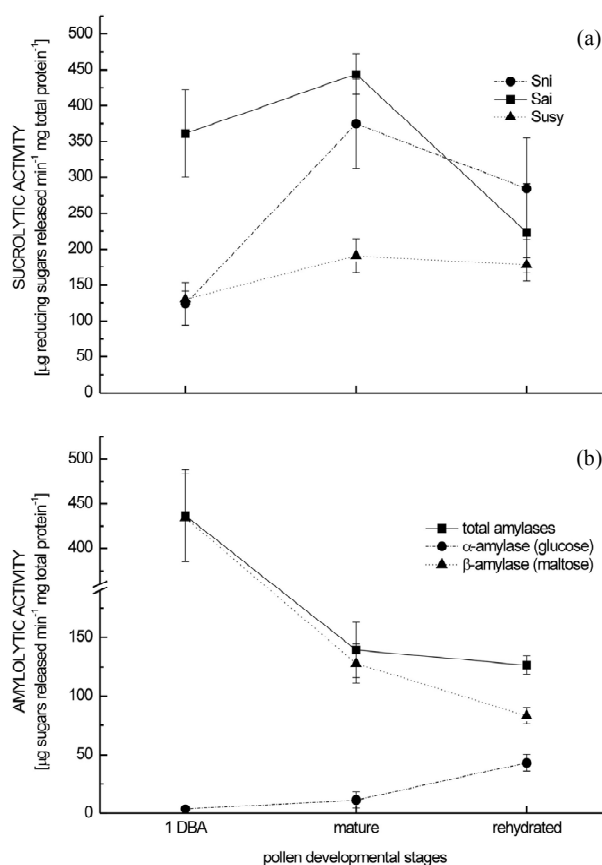 (a)
Sni
Sai
Susy
SUCROLYTIC ACTIVITY
[µg reducing sugars released min⁻¹ mg total protein⁻¹]
500
450
400
350
300
250
200
150
100
50
0
(b)
total amylases
α-amylase (glucose)
β-amylase (maltose)
AMYLOLYTIC ACTIVITY
[µg sugars released min⁻¹ mg total protein⁻¹]
500
450
400
150
100
50
0
1 DBA mature rehydrated
pollen developmental stages